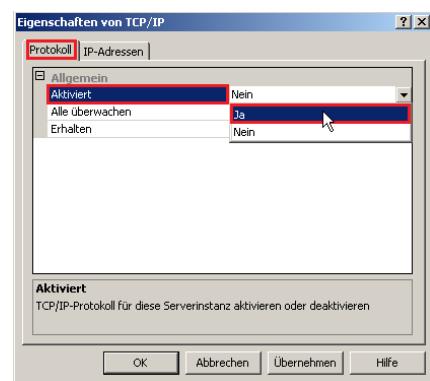 Eigenschaften von TCP/IP
Protokoll IP-Adressen
Allgemein
Aktiviert Nein
Alle überwachen Ja
Erhalten Nein
Aktiviert
TCP/IP-Protokoll für diese Serverinstanz aktivieren oder deaktivieren
OK Abbrechen Übernehmen Hilfe